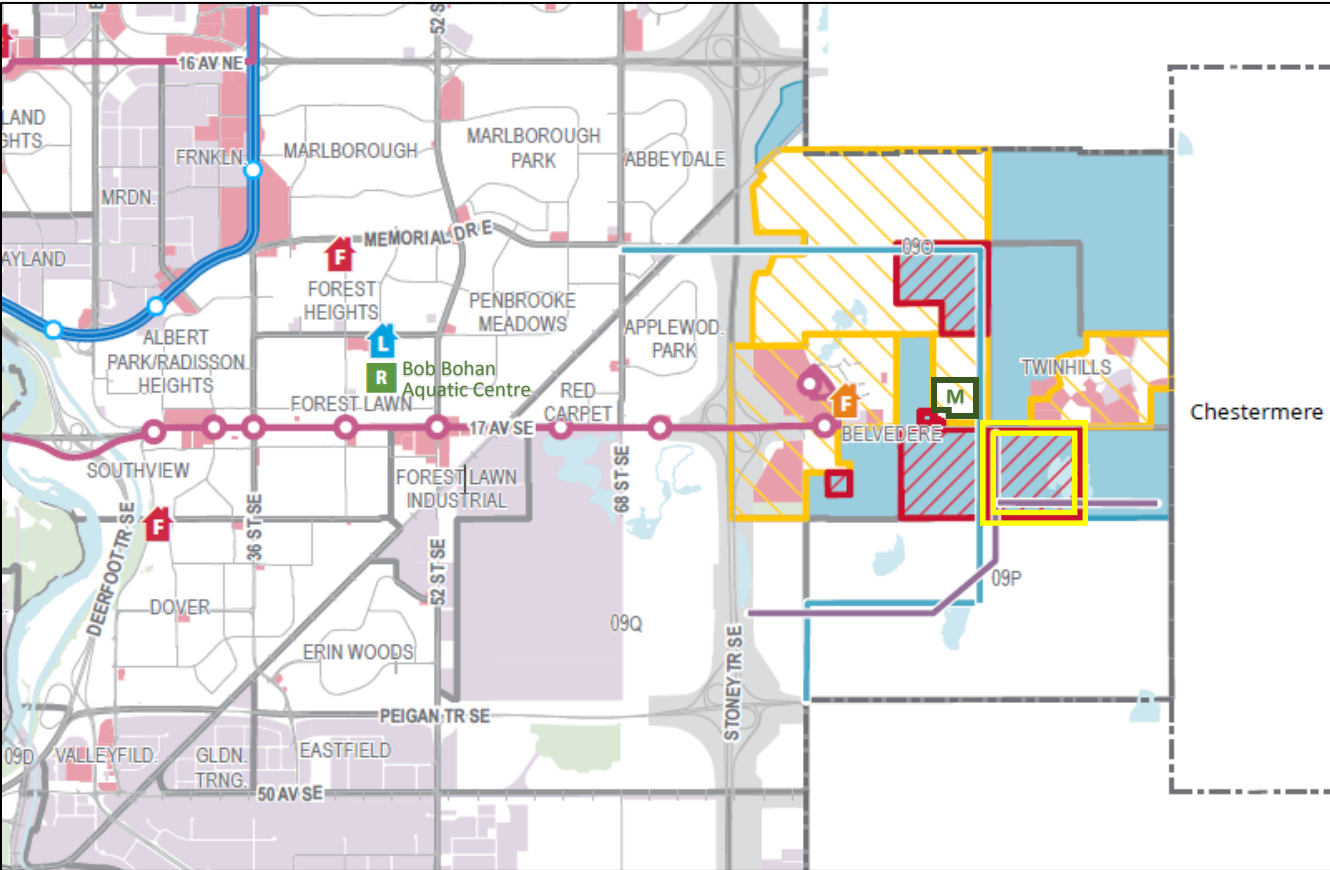 52 S
16 AV NE
LAND
GHTS
FRNKLN.
MARLBOROUGH
MARLBOROUGH
PARK
ABBEYDALE
MRDN.
MEMORIAL DR E
AYLAND
09O
F
FOREST
HEIGHTS
PENBROOKE
MEADOWS
APPLEWOD.
PARK
ALBERT
PARK/RADISSON
HEIGHTS
L
R
Bob Bohan
Aquatic Centre
TWINHILLS
RED
CARPET
FOREST LAWN
M
F
Chestermere
17 AV SE
BELVEDERE
SOUTHVIEW
FOREST LAWN
INDUSTRIAL
68 ST SE
36 ST SE
F
DEERFOOT TR SE
52 ST SE
09P
DOVER
09Q
ERIN WOODS
STONEY TR SE
PEIGAN TR SE
09D
VALLEYFILD.
GLDN.
TRNG.
EASTFIELD
50 AV SE